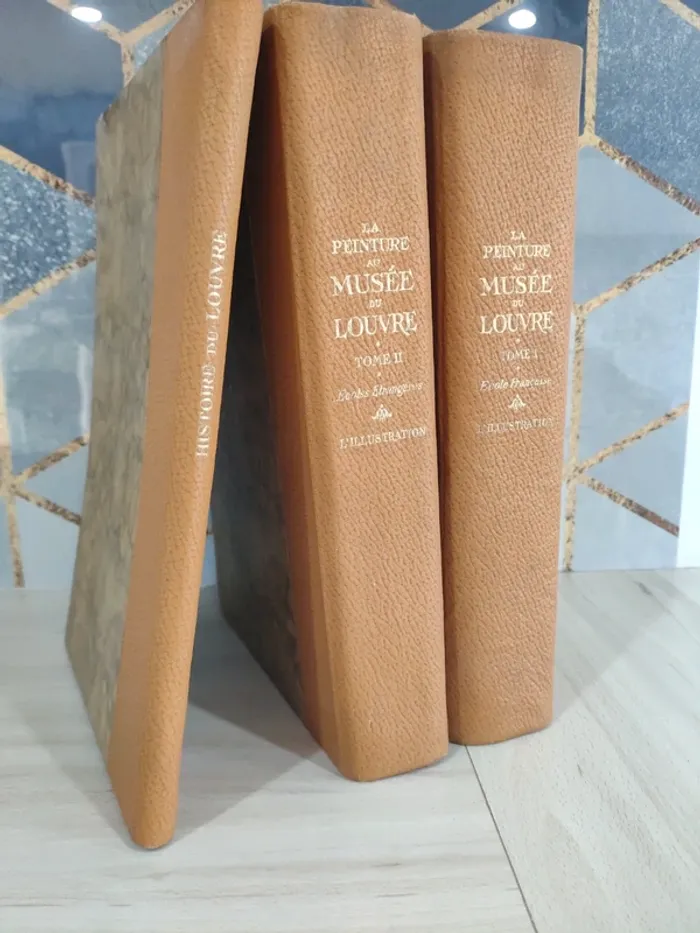 HISTOIRE DU LOUVRE
LA
PEINTURE
AU
MUSÉE
DU
LOUVRE
TOME II
Écoles Étrangères
L'ILLUSTRATION
LA
PEINTURE
AU
MUSÉE
DU
LOUVRE
TOME I
École Française
L'ILLUSTRATION